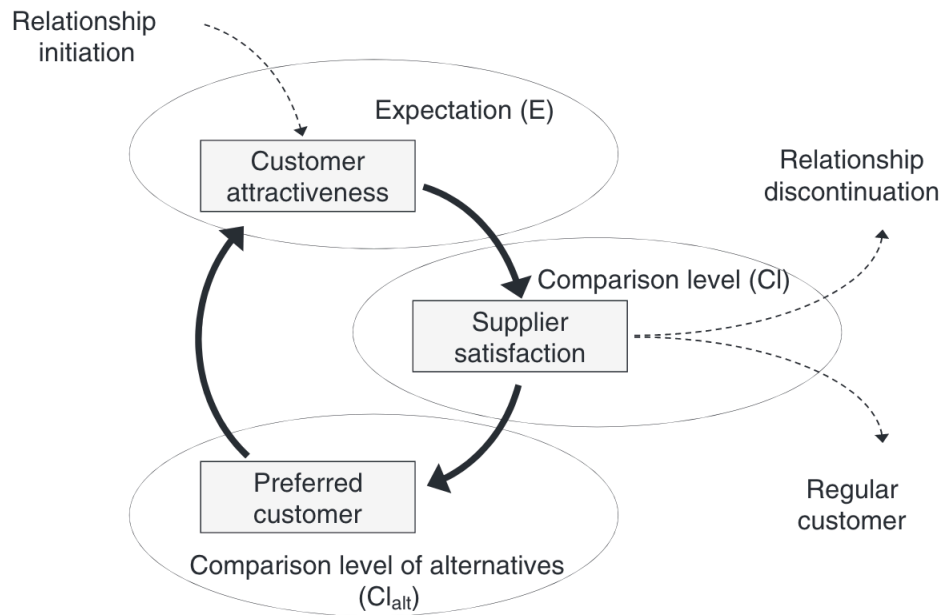 Relationship
initiation
Expectation (E)
Customer
attractiveness
Relationship
discontinuation
Comparison level (Cl)
Supplier
satisfaction
Preferred
customer
Regular
customer
Comparison level of alternatives
(Cl_alt)